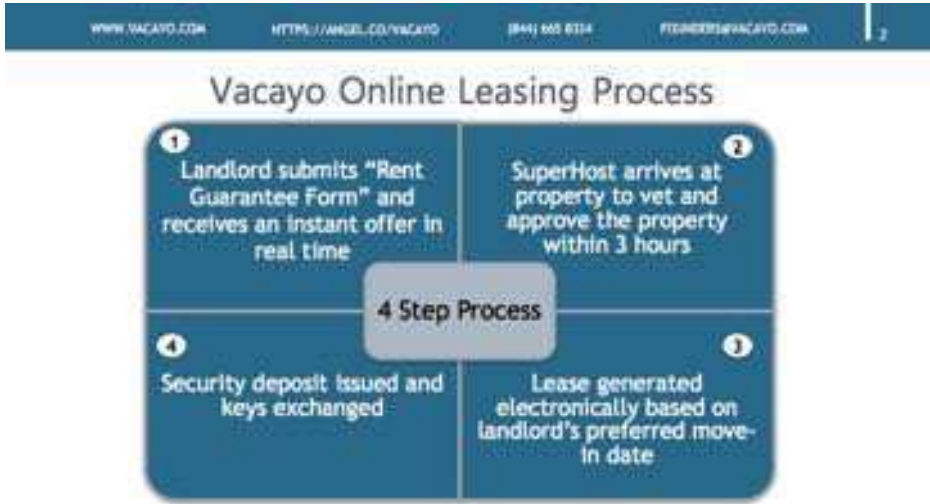 WWW.VACAYO.COM
HTTPS://ANGEL.CO/VACAYO
(844) 665 8334
FOUNDERS@VACAYO.COM
2
Vacayo Online Leasing Process
1
Landlord submits “Rent
Guarantee Form” and
receives an instant offer in
real time
2
SuperHost arrives at
property to vet and
approve the property
within 3 hours
4 Step Process
4
Security deposit issued and
keys exchanged
3
Lease generated
electronically based on
landlord’s preferred move-
in date